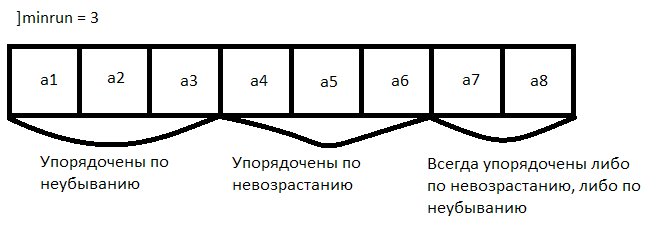 ]minrun = 3
a1 a2 a3 a4 a5 a6 a7 a8
Упорядочены по
неубыванию
Упорядочены по
невозрастанию
Всегда упорядочены либо
по невозрастанию, либо по
неубыванию